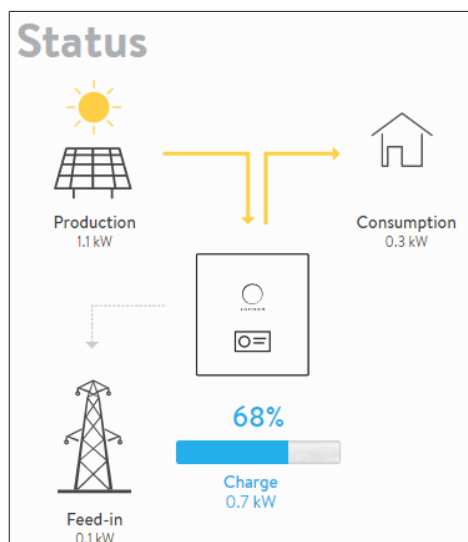 Status
Production
1.1 kW
Consumption
0.3 kW
68%
Charge
0.7 kW
Feed-in
0.1 kW